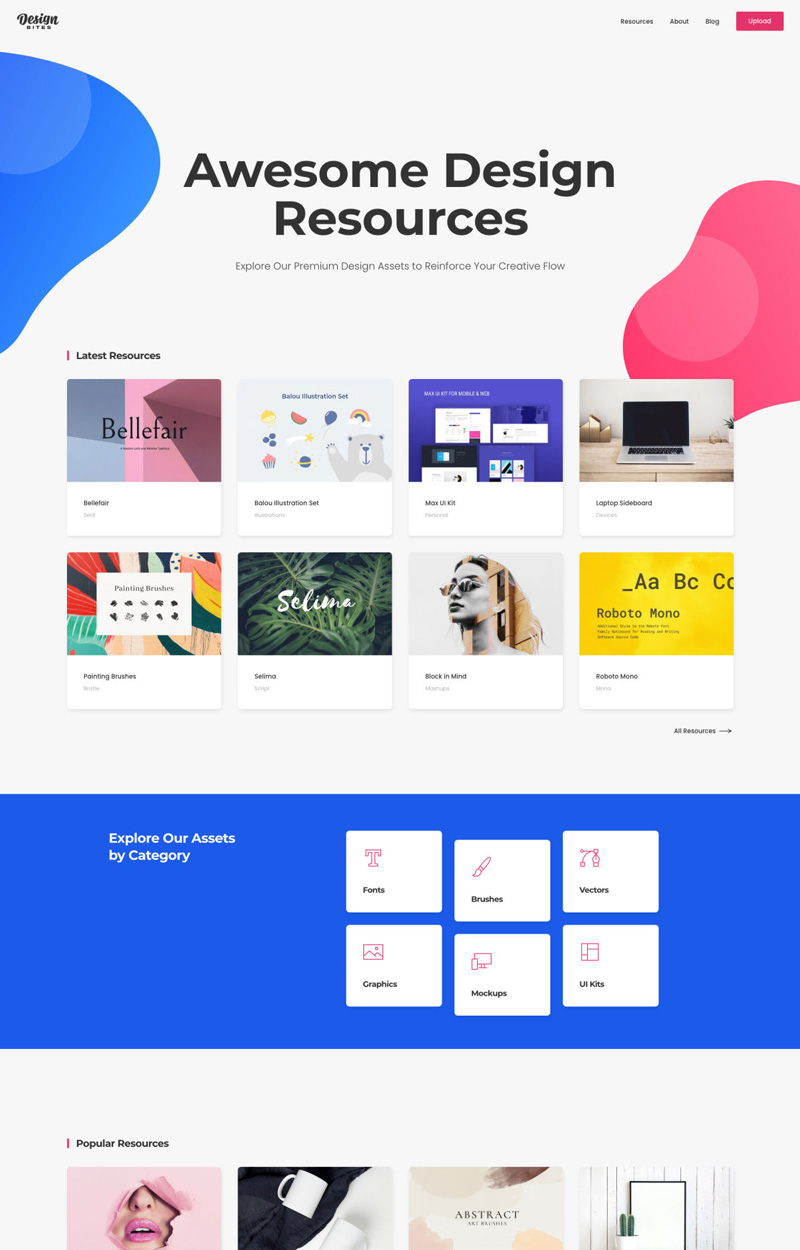 Design
BITES
Resources
About
Blog
Upload
Awesome Design
Resources
Explore Our Premium Design Assets to Reinforce Your Creative Flow
Latest Resources
Bellefair
Bellefair
Serif
Balou Illustration Set
Balou Illustration Set
Illustrations
MAX UI KIT FOR MOBILE & WEB
Max UI Kit
Personal
Laptop Sideboard
Devices
Painting Brushes
Painting Brushes
Bristle
Selima
Selima
Script
Block in Mind
Mashups
_Aa Bc Cc
Roboto Mono
Additional Style to the Roboto Font
Family Optimized for Reading and Writing
Software Source Code
Roboto Mono
Mono
All Resources
Explore Our Assets
by Category
Fonts
Brushes
Vectors
Graphics
Mockups
UI Kits
Popular Resources
ABSTRACT
ART BRUSHES